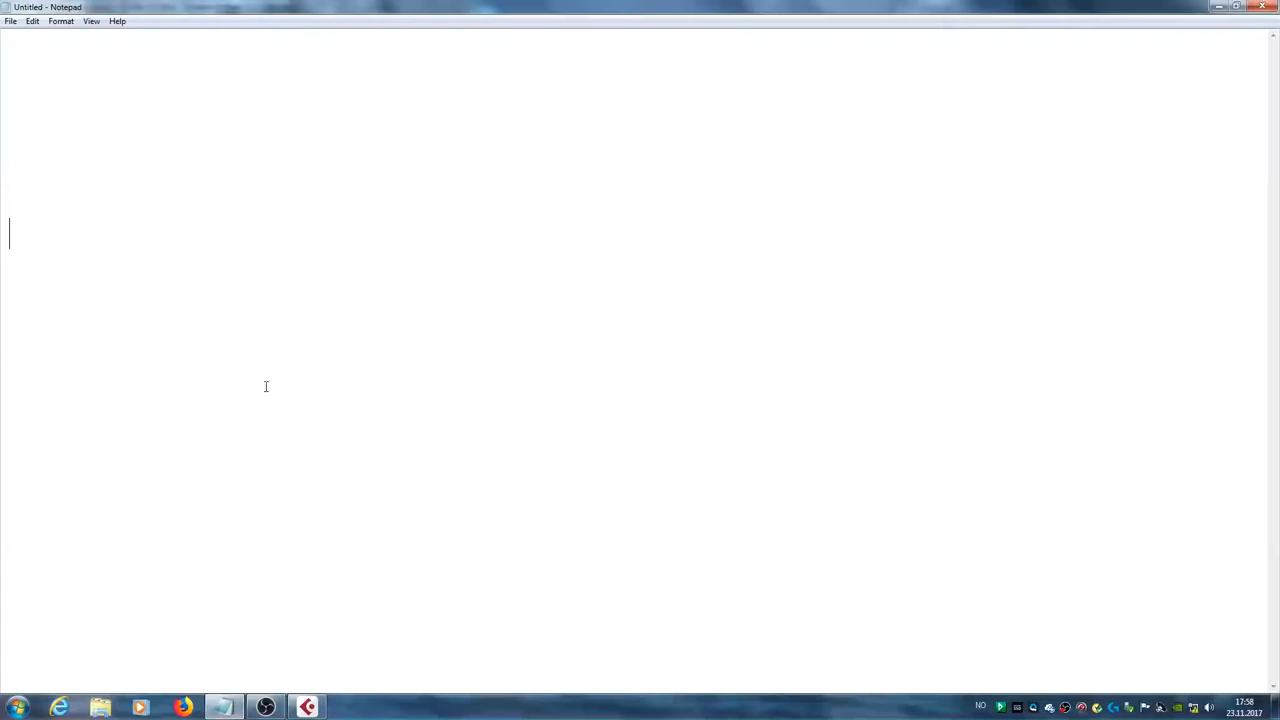 Untitled - Notepad
File Edit Format View Help
NO
17:58
23.11.2017